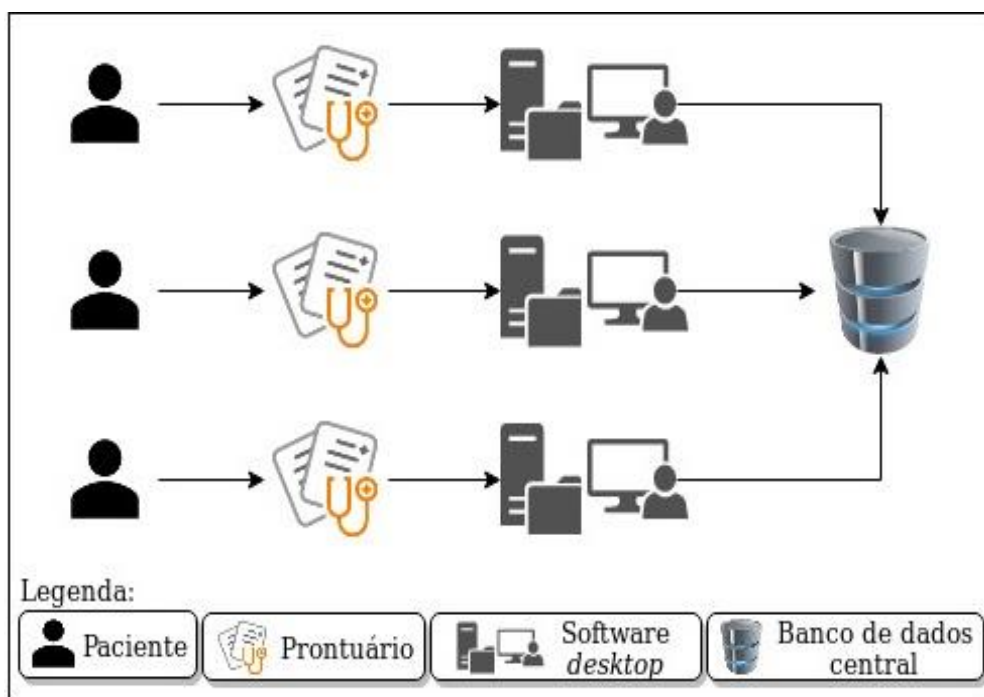 Legenda:
Paciente
Prontuário
Software
desktop
Banco de dados
central